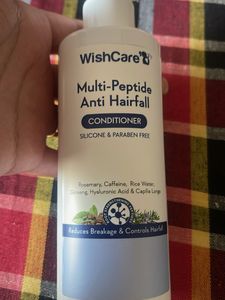 WishCare
Multi-Peptide
Anti Hairfall
CONDITIONER
SILICONE & PARABEN FREE
Rosemary, Caffeine, Rice Water,
Ginseng, Hyaluronic Acid & Capilia Longa
Reduces Breakage & Controls Hairfall